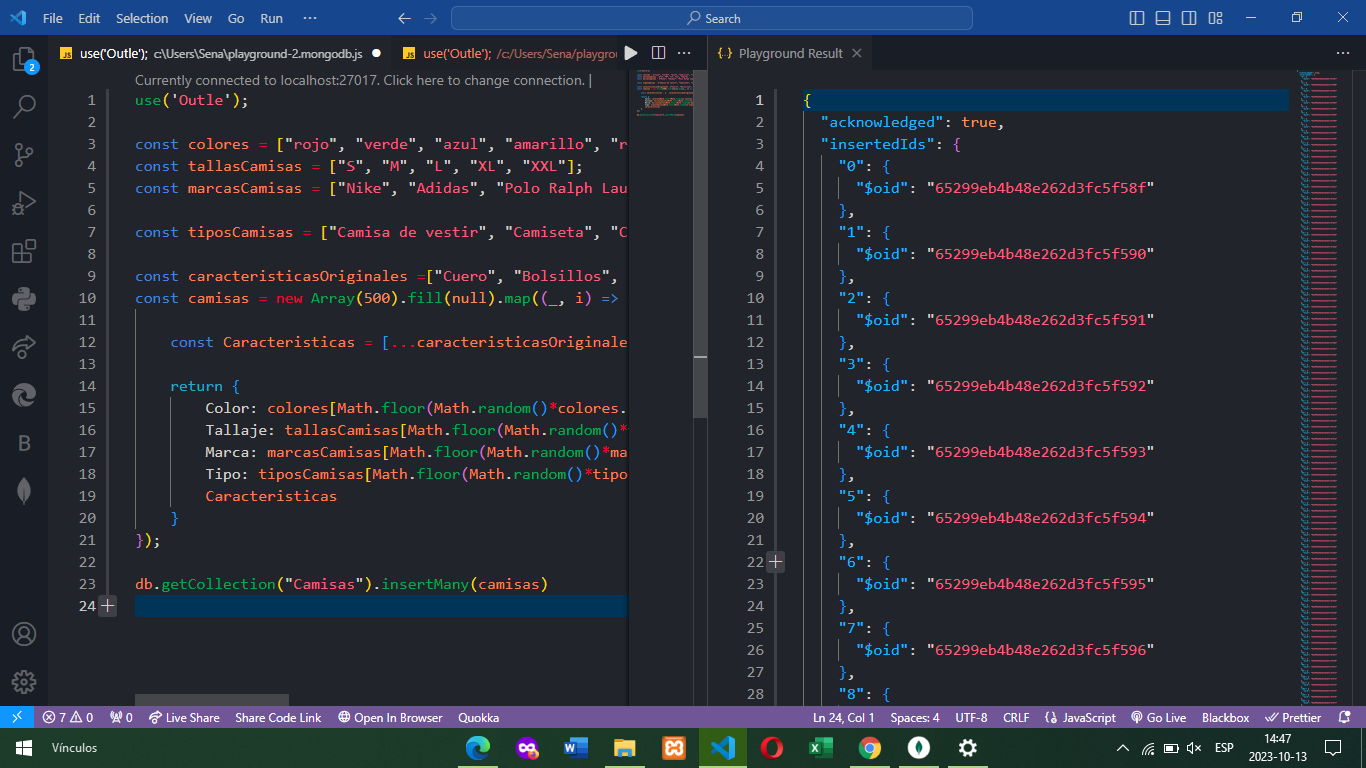 File Edit Selection View Go Run ··· Search
use('Outle'); c\Users\Sena\playground-2.mongodb.js ● use('Outle'); /c:/Users/Sena/playgrou ···
Playground Result ···
Currently connected to localhost:27017. Click here to change connection. |
1 use('Outle');
2
3 const colores = ["rojo", "verde", "azul", "amarillo", "r
4 const tallasCamisas = ["S", "M", "L", "XL", "XXL"];
5 const marcasCamisas = ["Nike", "Adidas", "Polo Ralph Lau
6
7 const tiposCamisas = ["Camisa de vestir", "Camiseta", "C
8
9 const caracteristicasOriginales =["Cuero", "Bolsillos",
10 const camisas = new Array(500).fill(null).map((_, i) =>
11
12 const Caracteristicas = [...caracteristicasOriginale
13
14 return {
15 Color: colores[Math.floor(Math.random()*colores.
16 Tallaje: tallasCamisas[Math.floor(Math.random()*
17 Marca: marcasCamisas[Math.floor(Math.random()*ma
18 Tipo: tiposCamisas[Math.floor(Math.random()*tipo
19 Caracteristicas
20 }
21 });
22
23 db.getCollection("Camisas").insertMany(camisas)
24
1 {
2 "acknowledged": true,
3 "insertedIds": {
4 "0": {
5 "$oid": "65299eb4b48e262d3fc5f58f"
6 },
7 "1": {
8 "$oid": "65299eb4b48e262d3fc5f590"
9 },
10 "2": {
11 "$oid": "65299eb4b48e262d3fc5f591"
12 },
13 "3": {
14 "$oid": "65299eb4b48e262d3fc5f592"
15 },
16 "4": {
17 "$oid": "65299eb4b48e262d3fc5f593"
18 },
19 "5": {
20 "$oid": "65299eb4b48e262d3fc5f594"
21 },
22 "6": {
23 "$oid": "65299eb4b48e262d3fc5f595"
24 },
25 "7": {
26 "$oid": "65299eb4b48e262d3fc5f596"
27 },
28 "8": {
2
B
7 0 0 Live Share Share Code Link Open in Browser Quokka Ln 24, Col 1 Spaces: 4 UTF-8 CRLF {} JavaScript Go Live Blackbox Prettier
Vínculos ESP 14:47
2023-10-13